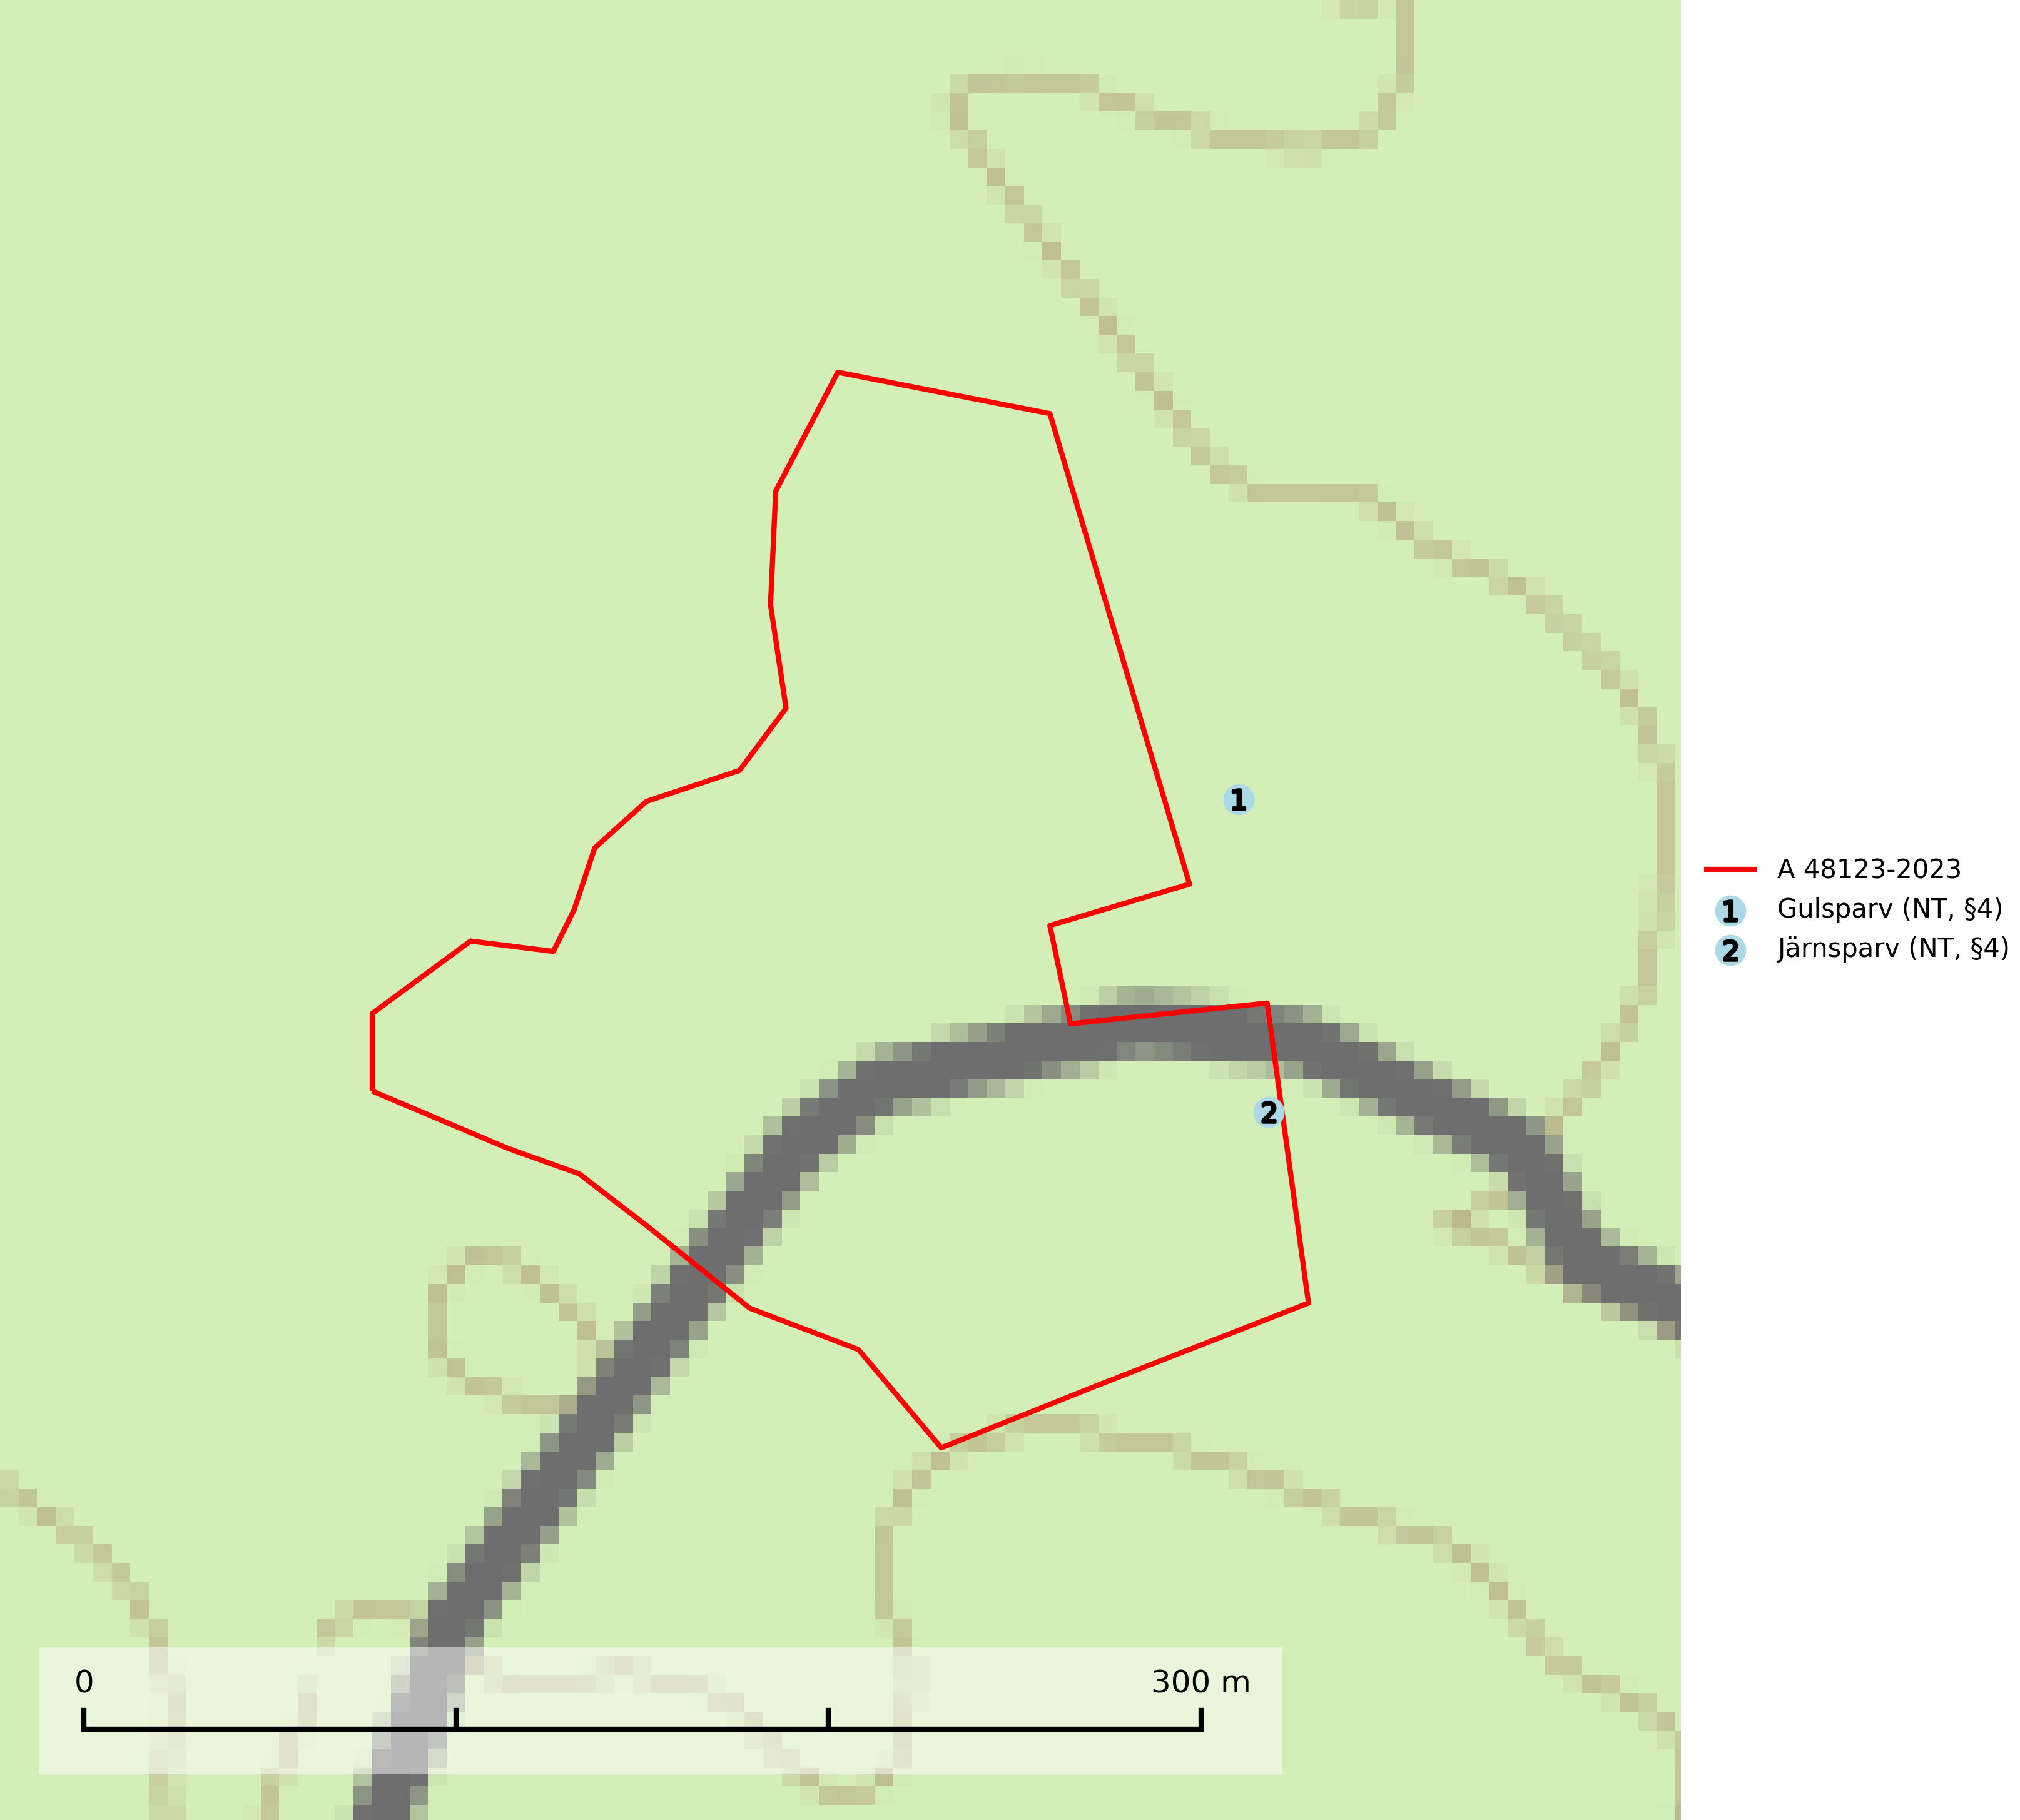 1
2
A 48123-2023
1 Gulsparv (NT, §4)
2 Järnsparv (NT, §4)
0 300 m